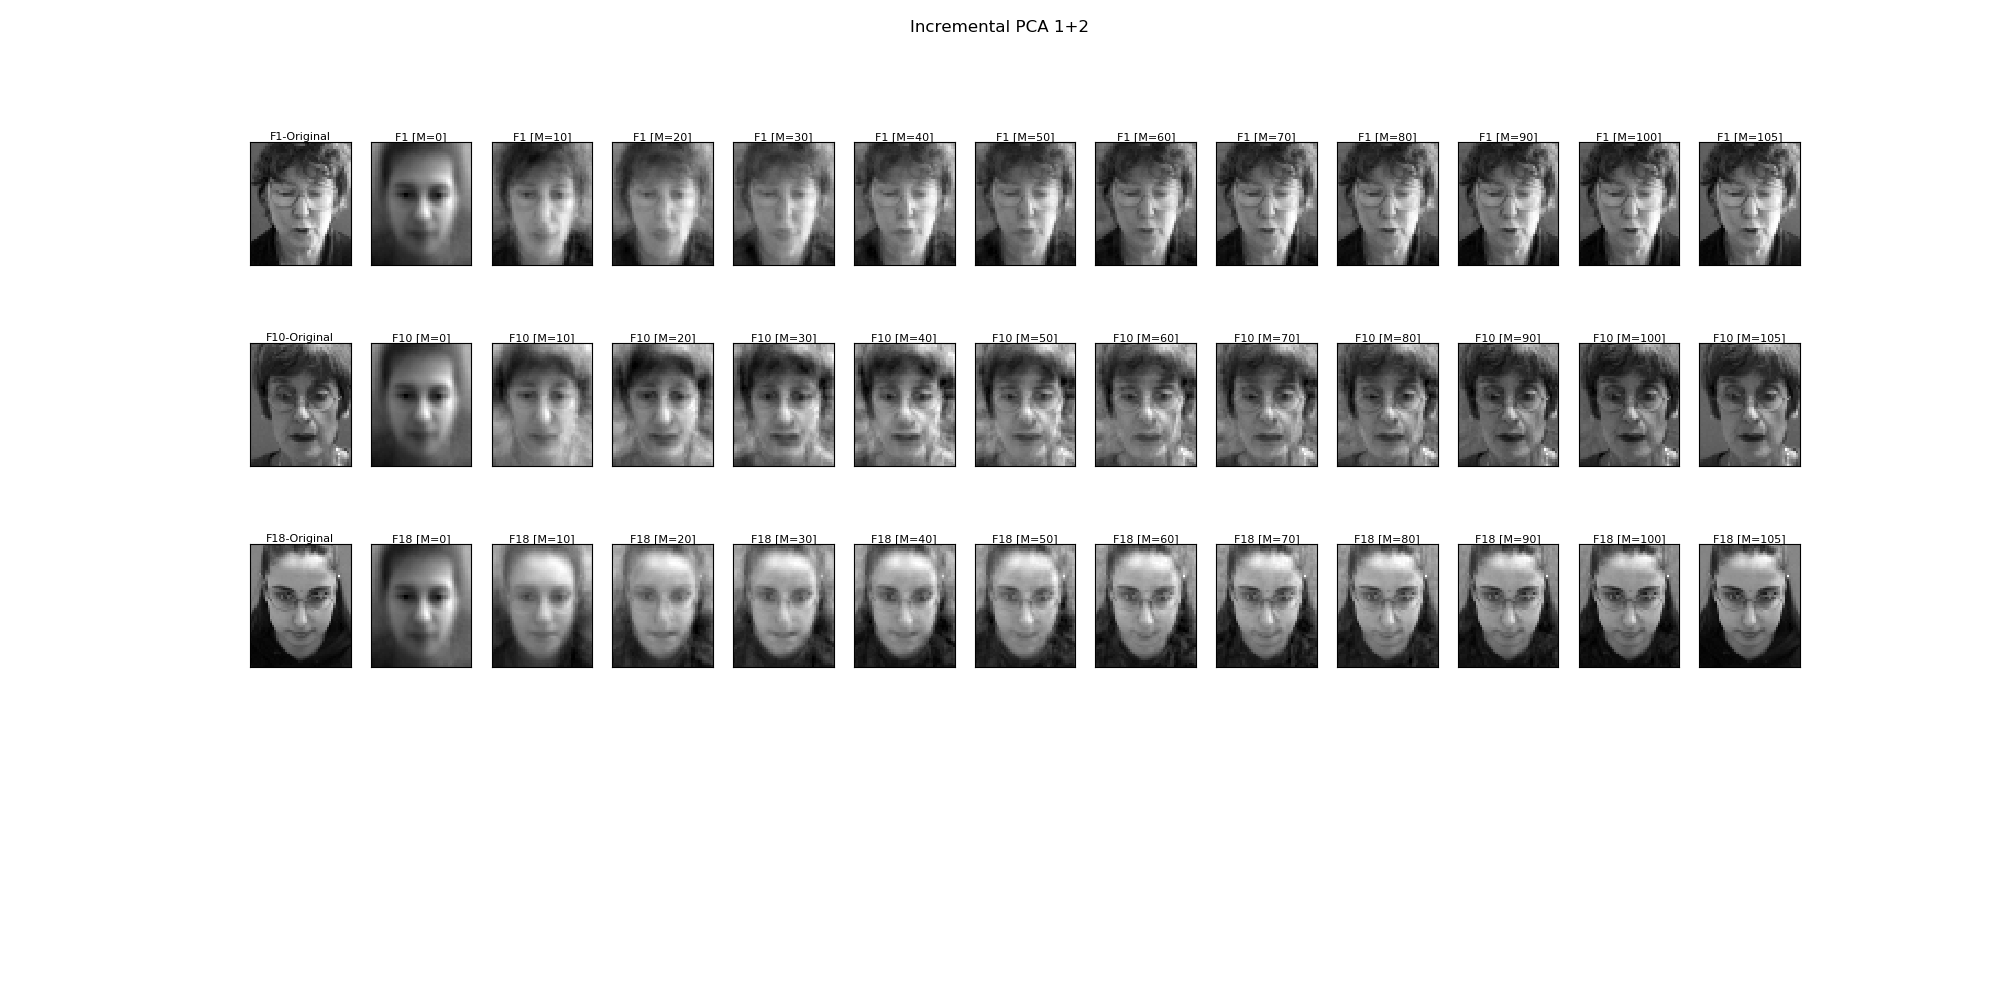 Incremental PCA 1+2
F1-Original F1 [M=0] F1 [M=10] F1 [M=20] F1 [M=30] F1 [M=40] F1 [M=50] F1 [M=60] F1 [M=70] F1 [M=80] F1 [M=90] F1 [M=100] F1 [M=105]
F10-Original F10 [M=0] F10 [M=10] F10 [M=20] F10 [M=30] F10 [M=40] F10 [M=50] F10 [M=60] F10 [M=70] F10 [M=80] F10 [M=90] F10 [M=100] F10 [M=105]
F18-Original F18 [M=0] F18 [M=10] F18 [M=20] F18 [M=30] F18 [M=40] F18 [M=50] F18 [M=60] F18 [M=70] F18 [M=80] F18 [M=90] F18 [M=100] F18 [M=105]